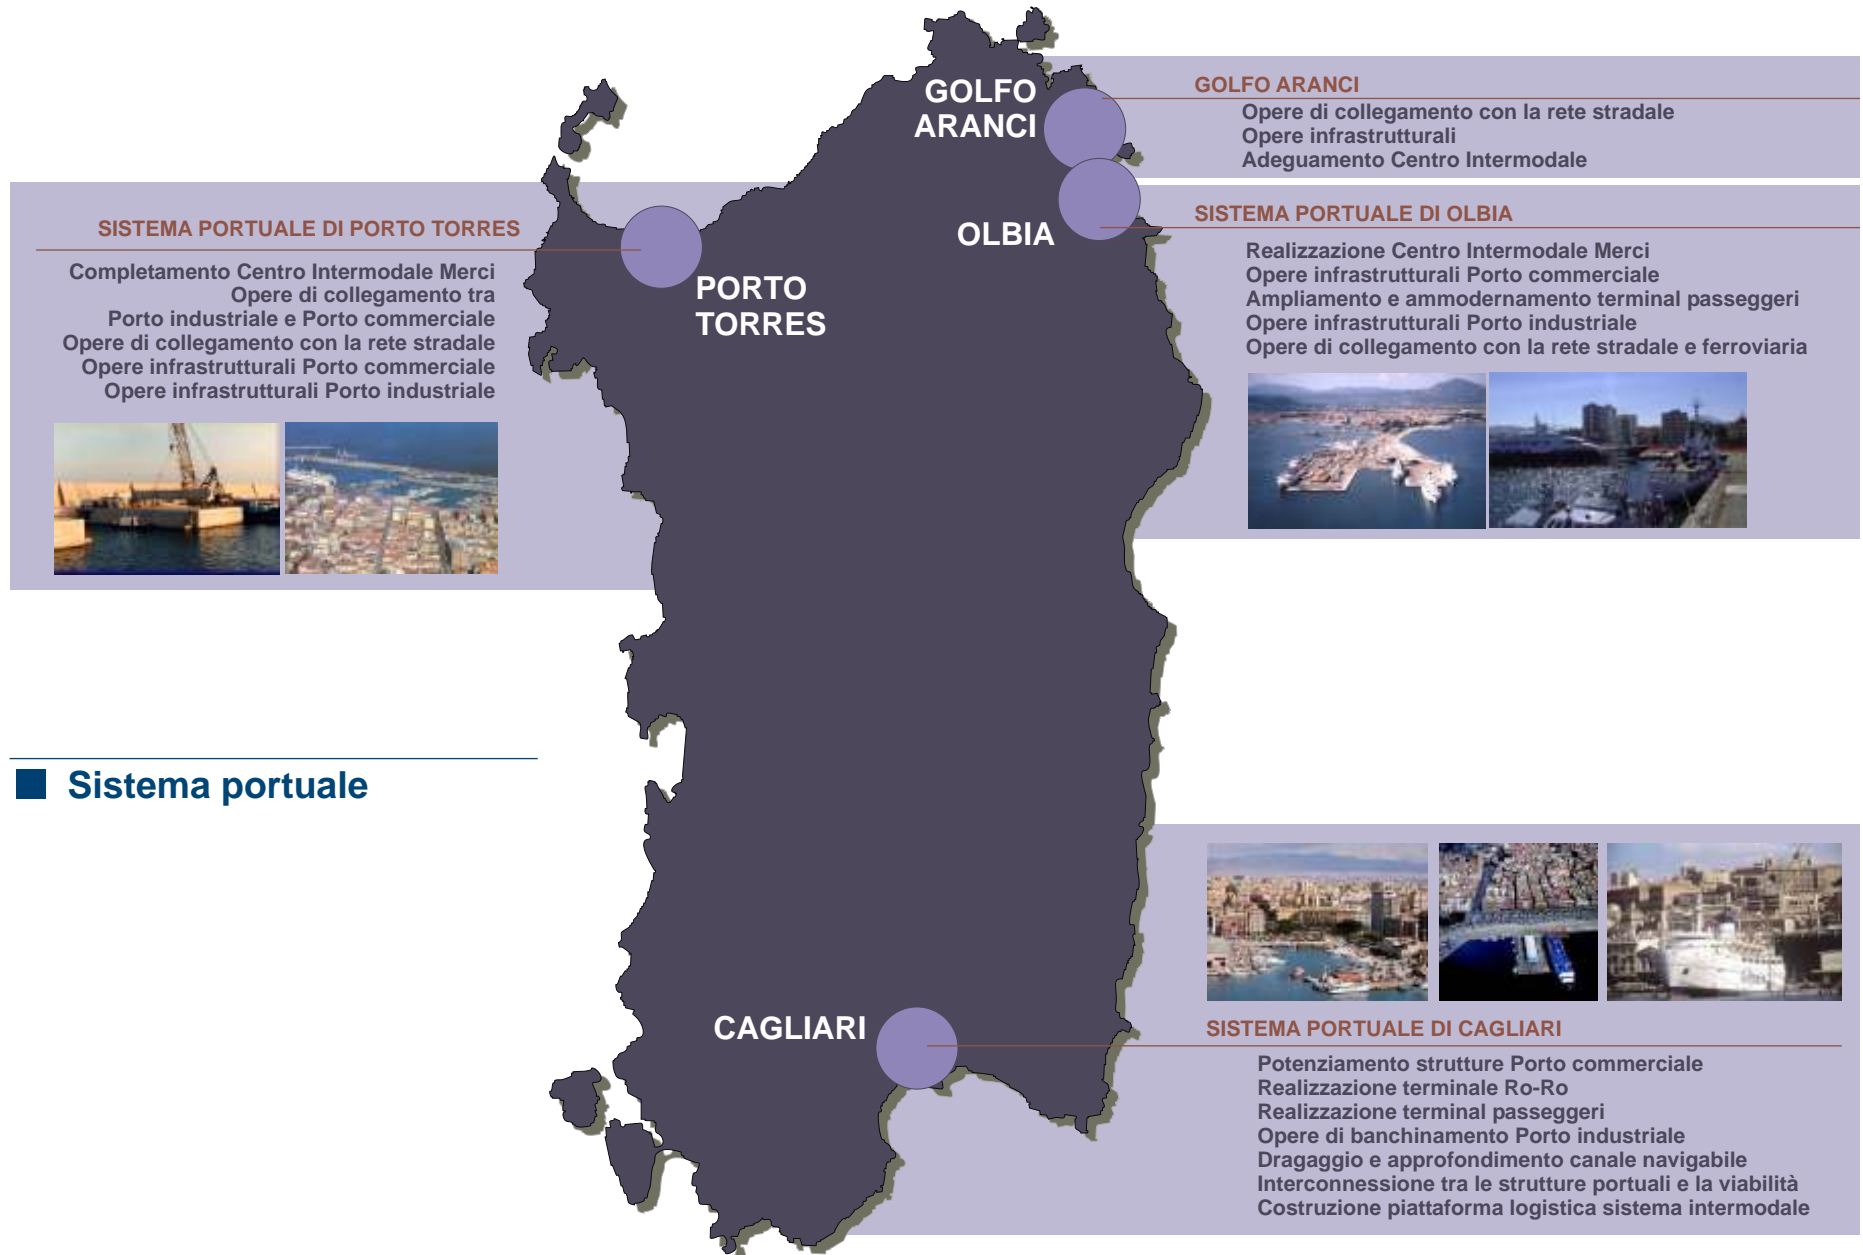 GOLFO
ARANCI
GOLFO ARANCI
Opere di collegamento con la rete stradale
Opere infrastrutturali
Adeguamento Centro Intermodale
SISTEMA PORTUALE DI PORTO TORRES
Completamento Centro Intermodale Merci
Opere di collegamento tra
Porto industriale e Porto commerciale
Opere di collegamento con la rete stradale
Opere infrastrutturali Porto commerciale
Opere infrastrutturali Porto industriale
PORTO
TORRES
OLBIA
SISTEMA PORTUALE DI OLBIA
Realizzazione Centro Intermodale Merci
Opere infrastrutturali Porto commerciale
Ampliamento e ammodernamento terminal passeggeri
Opere infrastrutturali Porto industriale
Opere di collegamento con la rete stradale e ferroviaria
Sistema portuale
CAGLIARI
SISTEMA PORTUALE DI CAGLIARI
Potenziamento strutture Porto commerciale
Realizzazione terminale Ro-Ro
Realizzazione terminal passeggeri
Opere di banchinamento Porto industriale
Dragaggio e approfondimento canale navigabile
Interconnessione tra le strutture portuali e la viabilità
Costruzione piattaforma logistica sistema intermodale